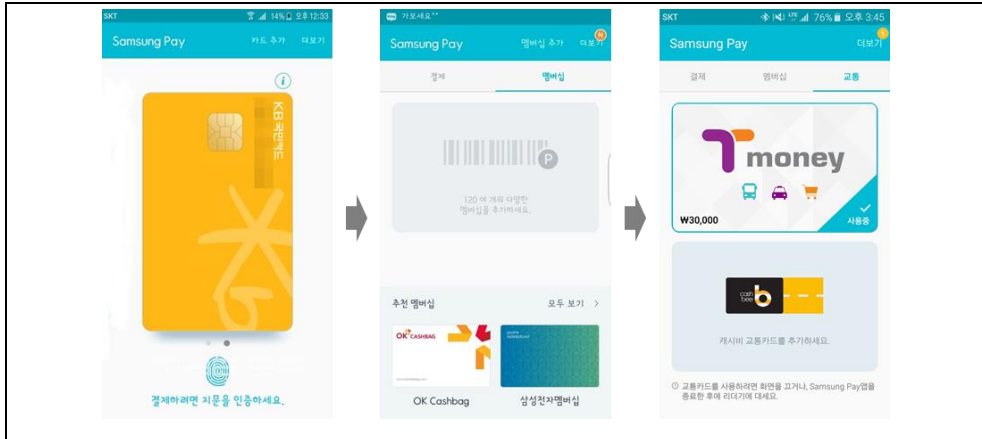 SKT
14% 오후 12:33
Samsung Pay
카드 추가
더보기
i
KB국민카드
결제하려면 지문을 인증하세요.
가보세요^^
Samsung Pay
멤버십 추가
더보기
N
결제
멤버십
P
120 여 개의 다양한
멤버십을 추가하세요.
추천 멤버십
모두 보기 >
OK CASHBAG
OK Cashbag
삼성전자멤버십
SKT
LTE 76% 오후 3:45
Samsung Pay
더보기
결제
멤버십
교통
T money
₩30,000
사용중
cash
bee b
캐시비 교통카드를 추가하세요.
① 교통카드를 사용하려면 화면을 끄거나, Samsung Pay앱을
종료한 후에 리더기에 대세요.